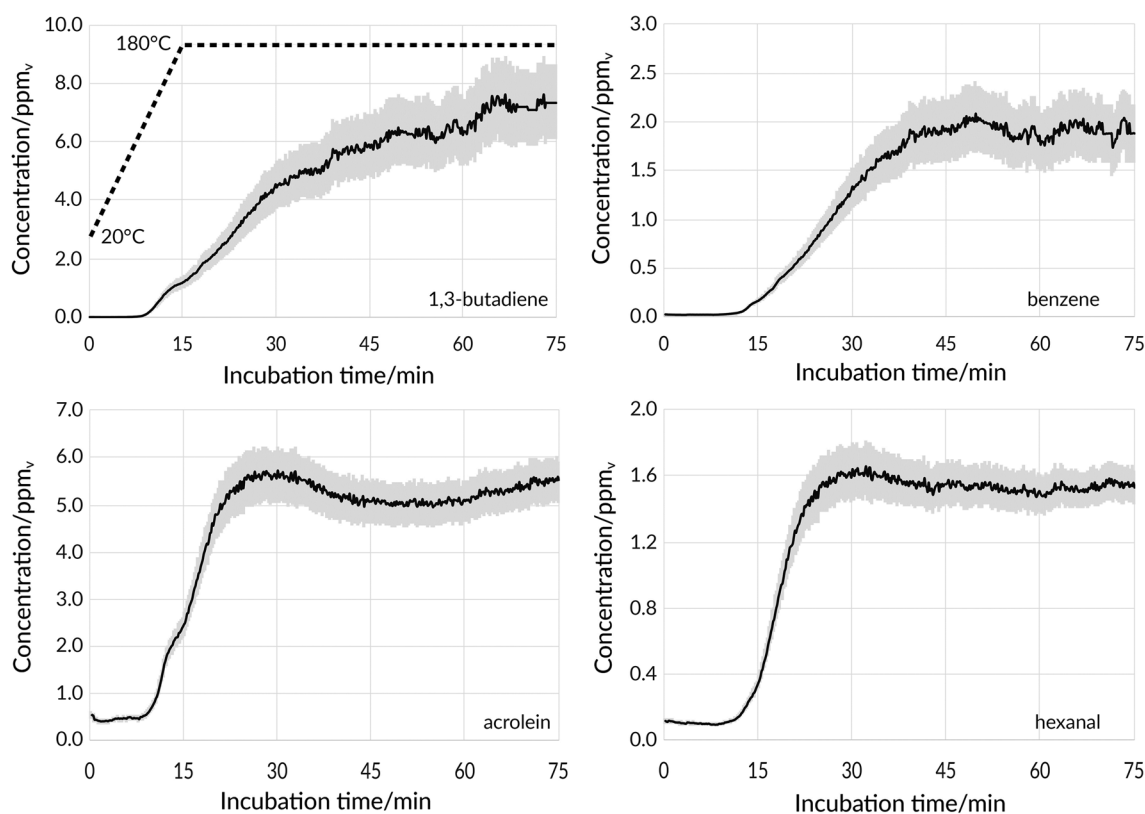 10.0
8.0
6.0
4.0
2.0
0.0
Concentration/ppmv
180°C
20°C
1,3-butadiene
0 15 30 45 60 75
Incubation time/min
3.0
2.5
2.0
1.5
1.0
0.5
0.0
Concentration/ppmv
benzene
0 15 30 45 60 75
Incubation time/min
7.0
6.0
5.0
4.0
3.0
2.0
1.0
0.0
Concentration/ppmv
acrolein
0 15 30 45 60 75
Incubation time/min
2.0
1.6
1.2
0.8
0.4
0.0
Concentration/ppmv
hexanal
0 15 30 45 60 75
Incubation time/min